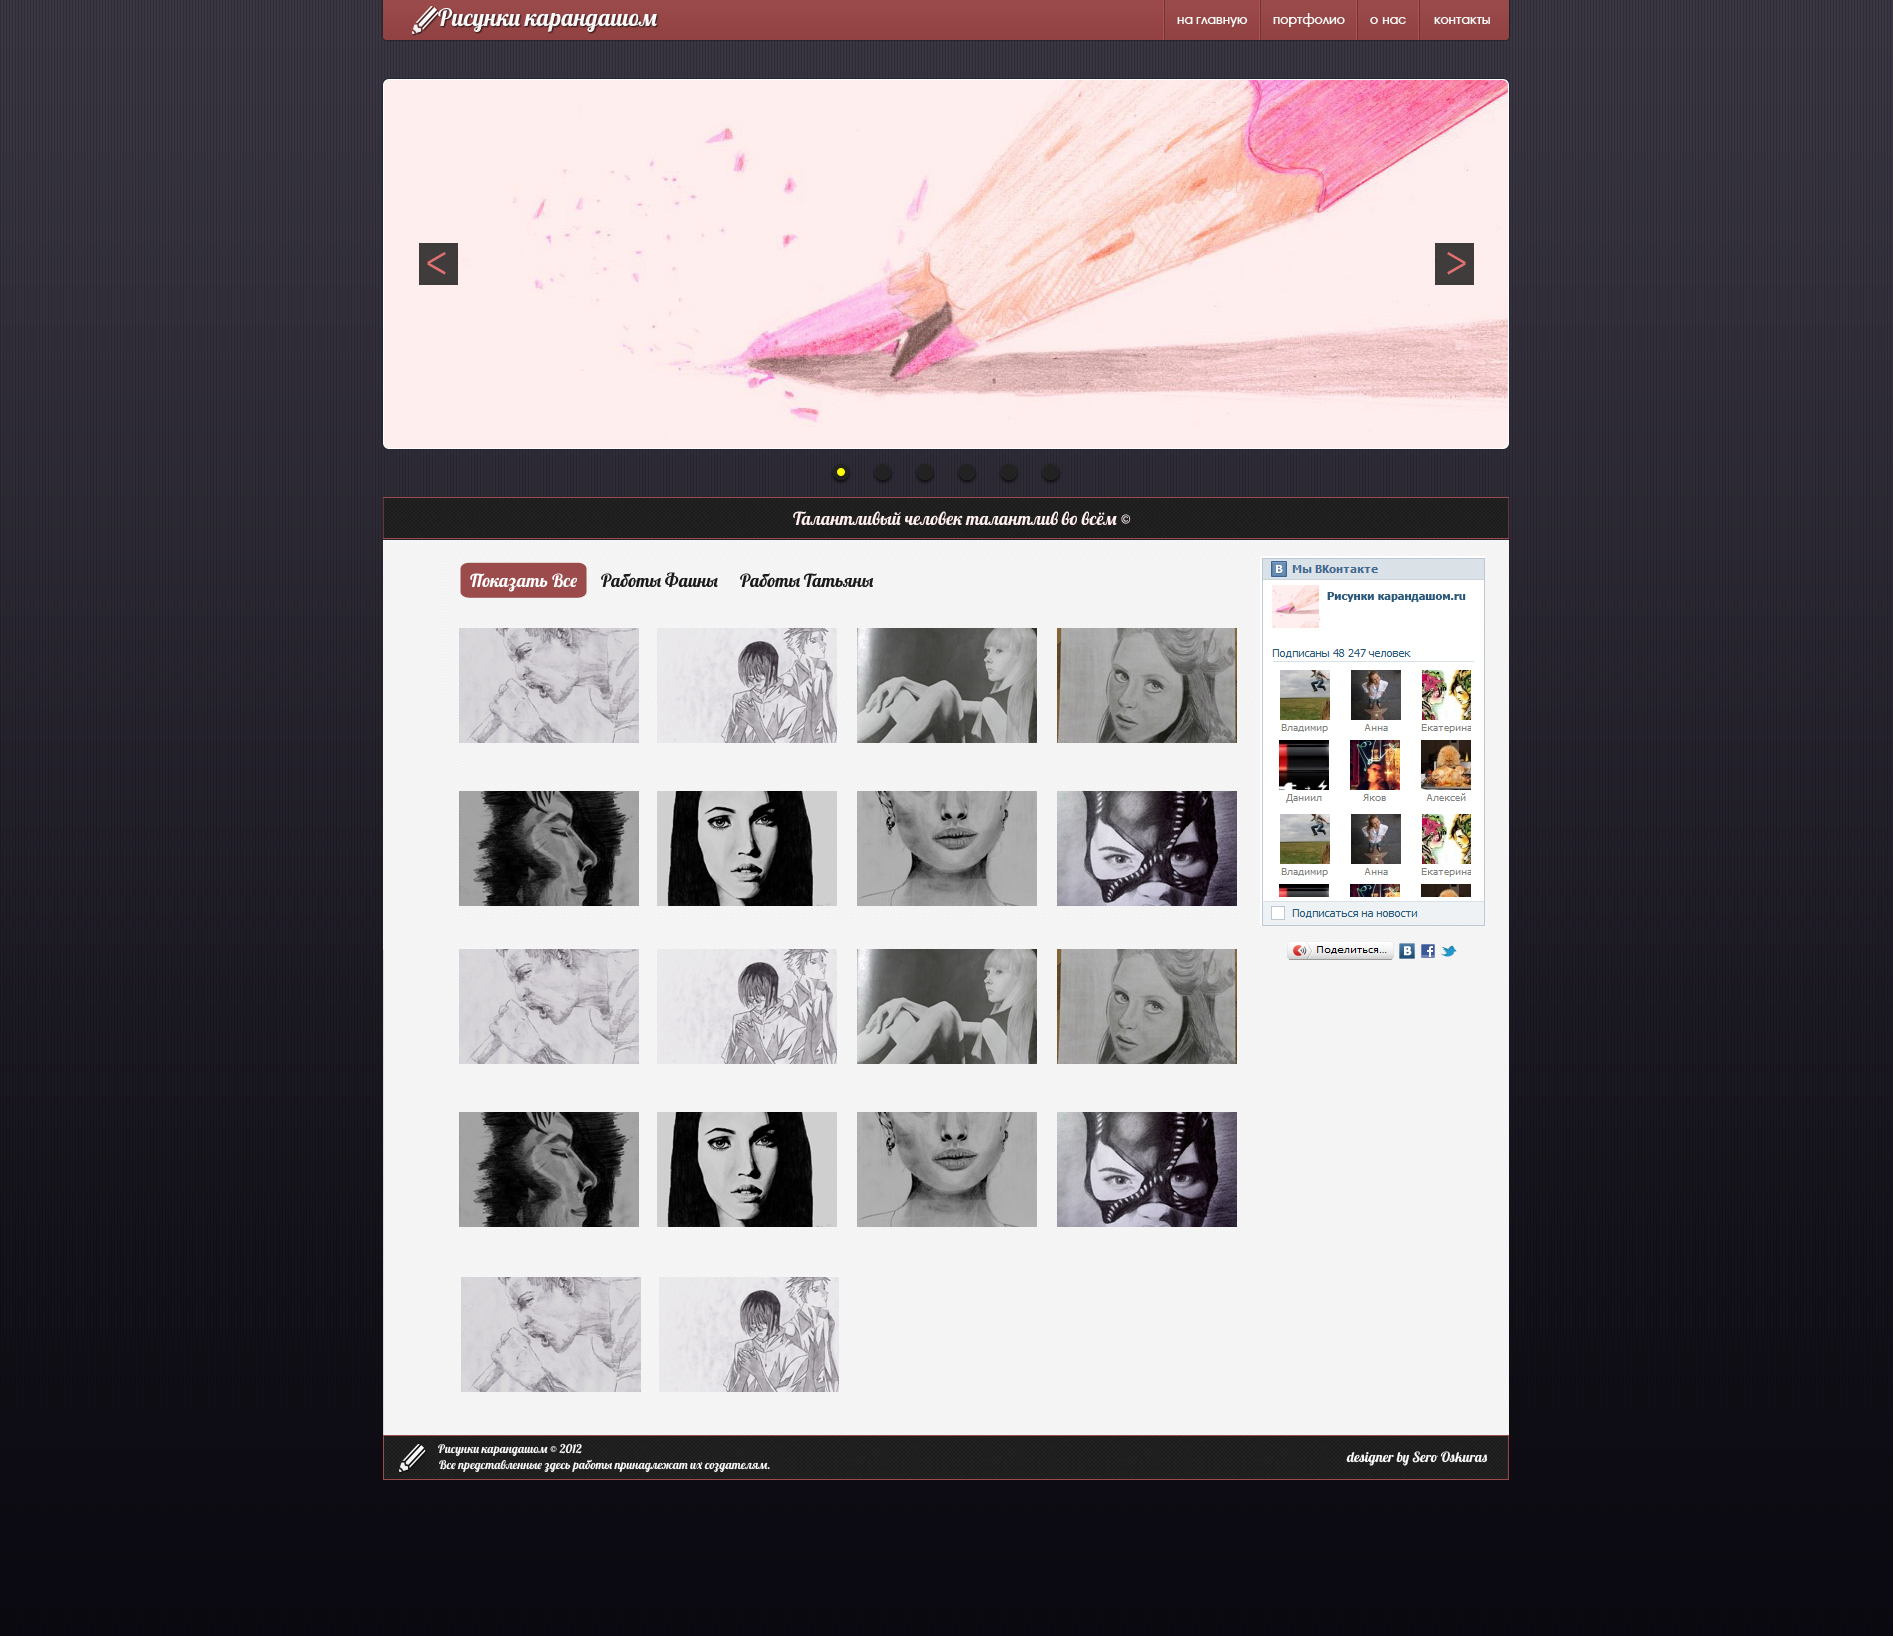 Рисунки карандашом
на главную
портфолио
о нас
контакты
<
>
Талантливый человек талантлив во всём ©
Показать Все
Работы Фаины
Работы Татьяны
В Мы ВКонтакте
Рисунки карандашом.ru
Подписаны 48 247 человек
Владимир
Анна
Екатерина
Даниил
Яков
Алексей
Владимир
Анна
Екатерина
Подписаться на новости
Поделиться...
В
f
Рисунки карандашом © 2012
Все представленные здесь работы принадлежат их создателям.
designer by Sero Oskuras